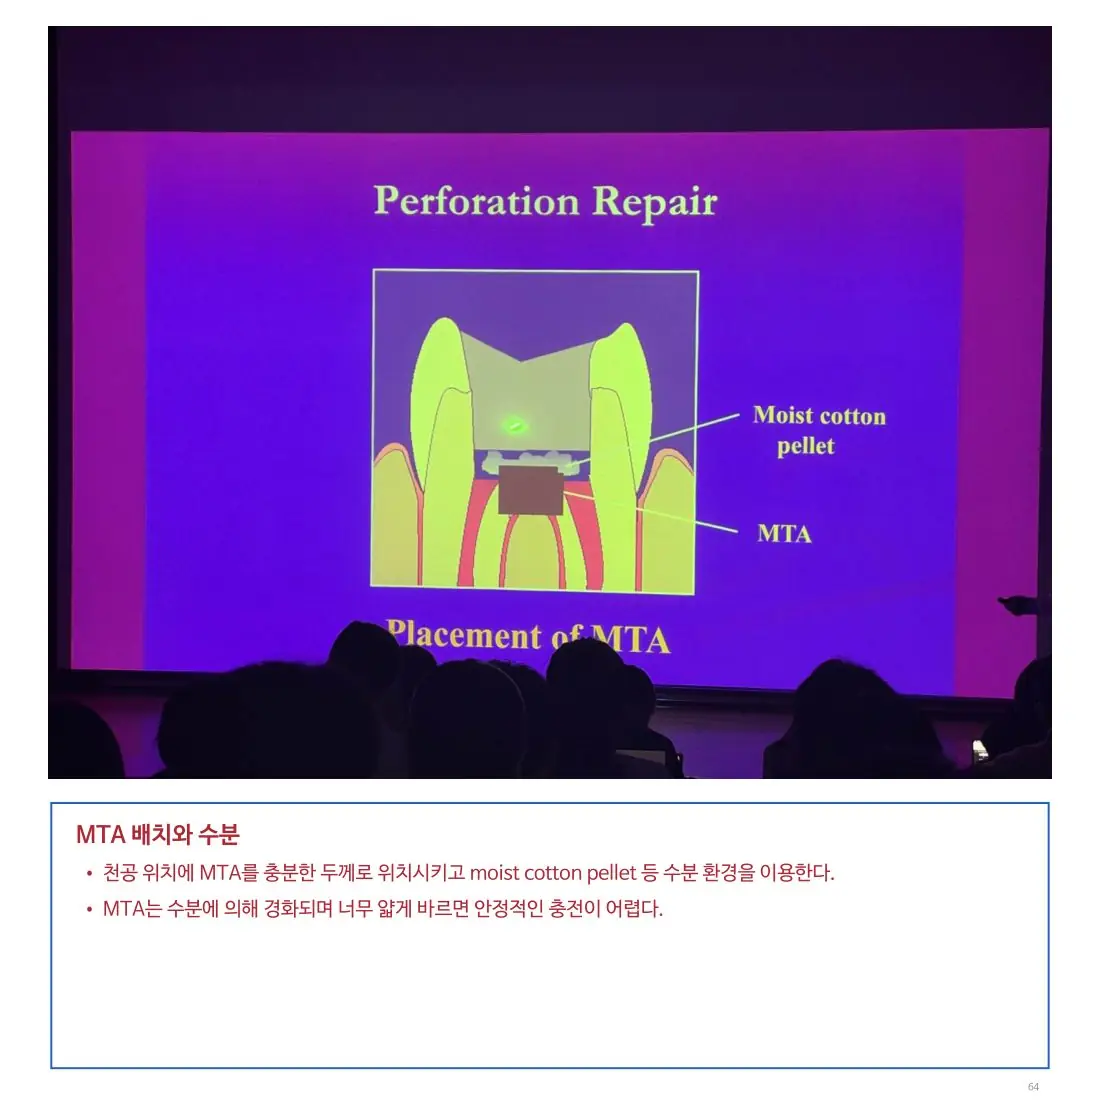 Perforation Repair
Moist cotton
pellet
MTA
Placement of MTA
MTA 배치와 수분
• 천공 위치에 MTA를 충분한 두께로 위치시키고 moist cotton pellet 등 수분 환경을 이용한다.
• MTA는 수분에 의해 경화되며 너무 얇게 바르면 안정적인 충전이 어렵다.
64